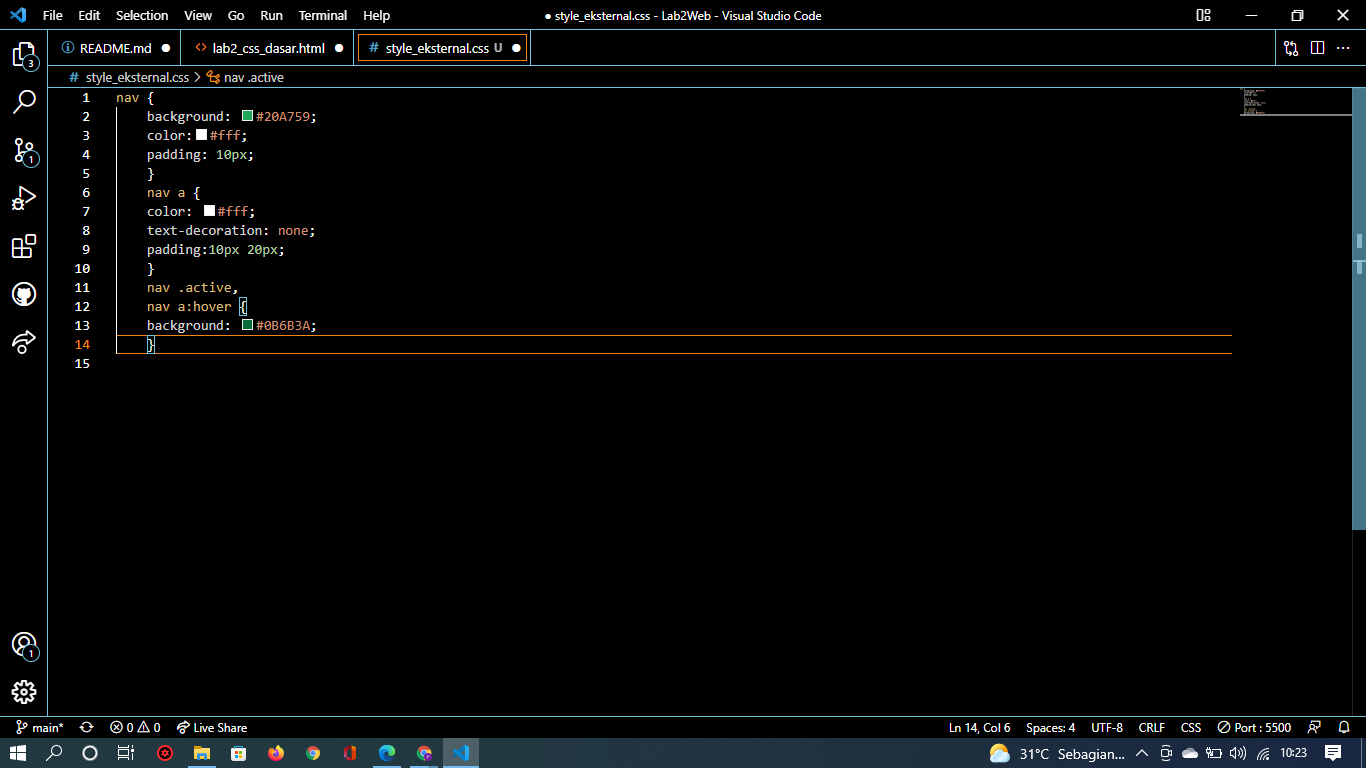 File Edit Selection View Go Run Terminal Help ● style_eksternal.css - Lab2Web - Visual Studio Code
README.md ● lab2_css_dasar.html ● # style_eksternal.css U ●
# style_eksternal.css > nav .active
1 nav {
2 background: #20A759;
3 color: #fff;
4 padding: 10px;
5 }
6 nav a {
7 color: #fff;
8 text-decoration: none;
9 padding:10px 20px;
10 }
11 nav .active,
12 nav a:hover {
13 background: #0B6B3A;
14 }
15
3
1
1
main* 0 0 Live Share Ln 14, Col 6 Spaces: 4 UTF-8 CRLF CSS Port : 5500
31°C Sebagian... 10:23